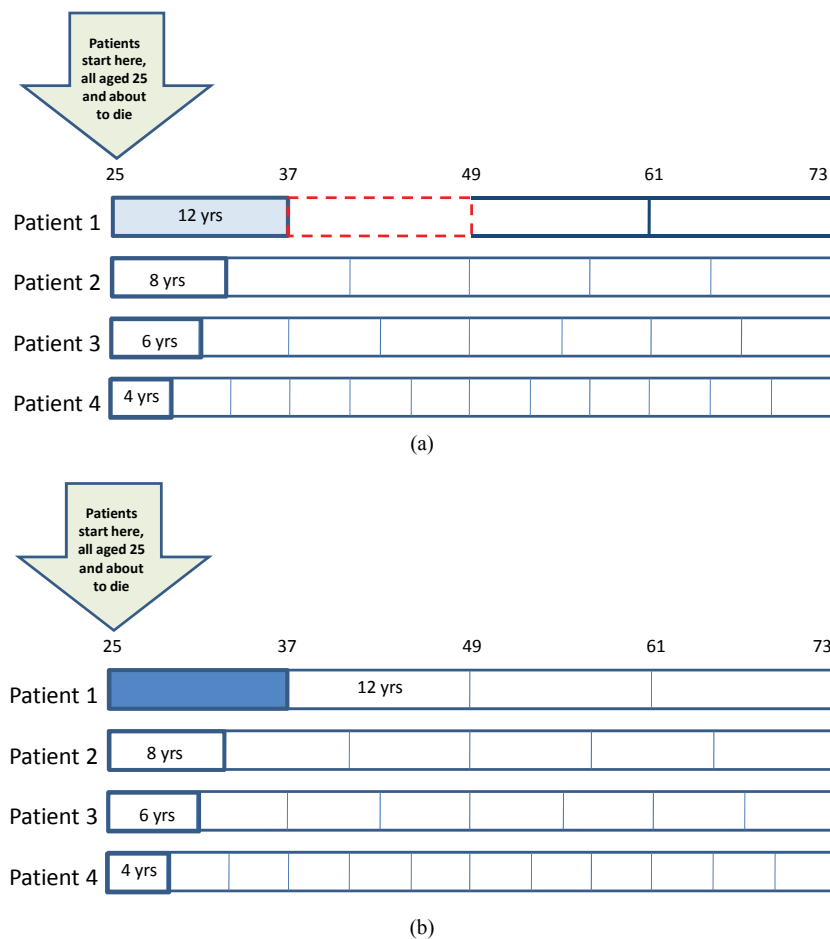 Patients
start here,
all aged 25
and about
to die
25 37 49 61 73
Patient 1 12 yrs
Patient 2 8 yrs
Patient 3 6 yrs
Patient 4 4 yrs
(a)
Patients
start here,
all aged 25
and about
to die
25 37 49 61 73
Patient 1 12 yrs
Patient 2 8 yrs
Patient 3 6 yrs
Patient 4 4 yrs
(b)